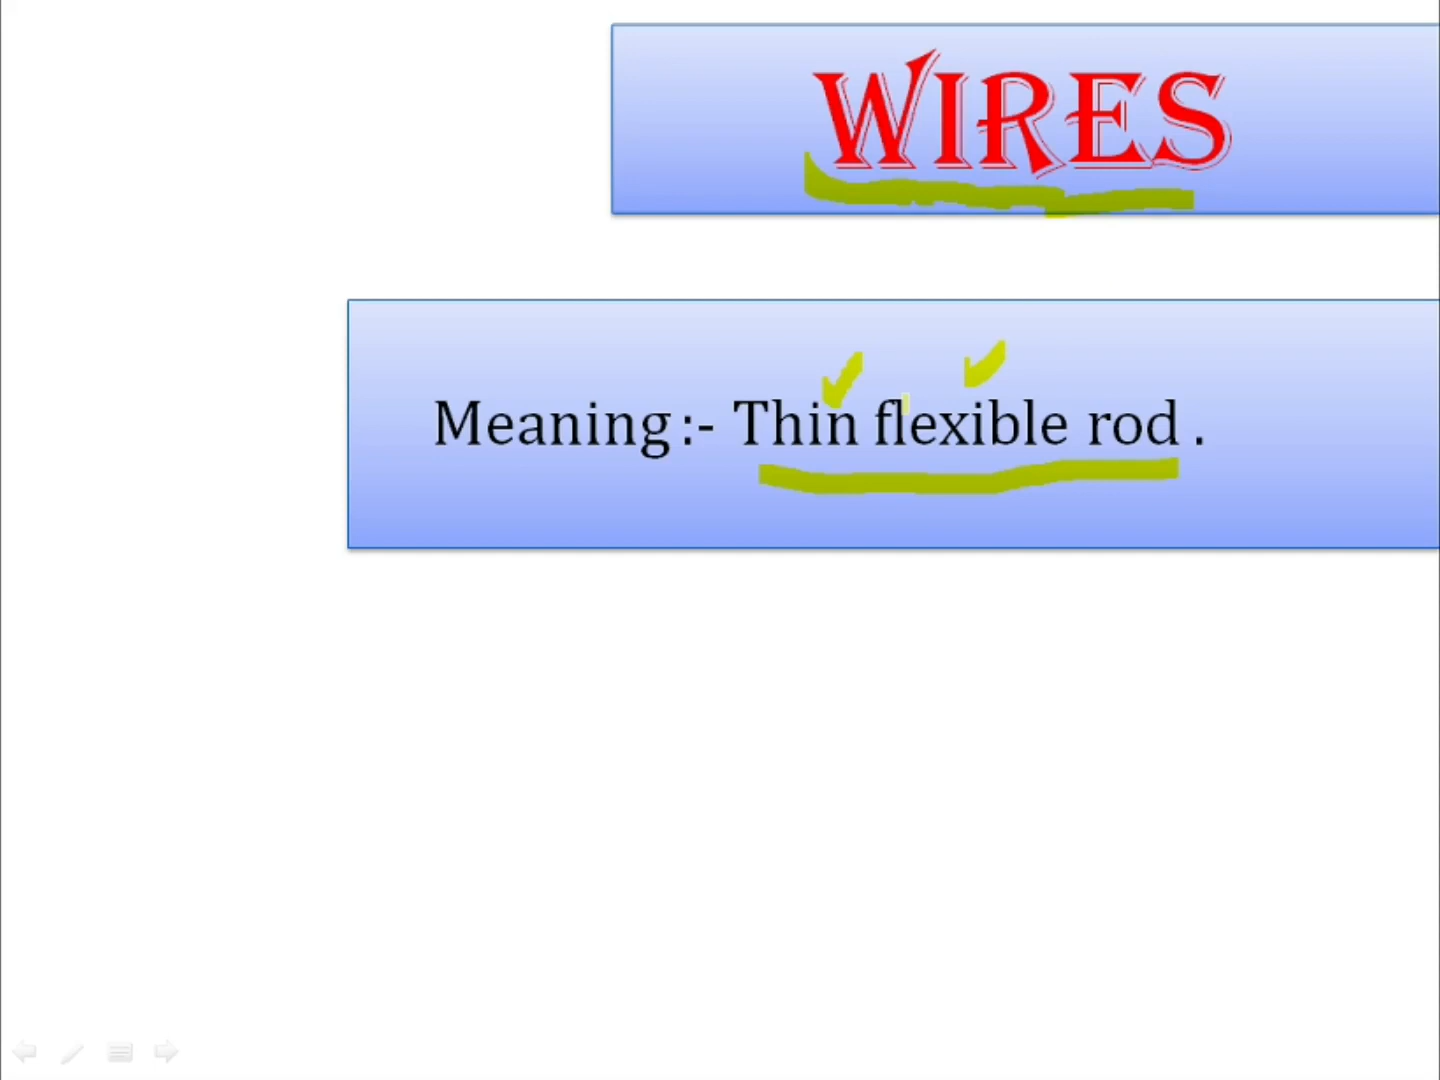 WIRES
Meaning :- Thin flexible rod .